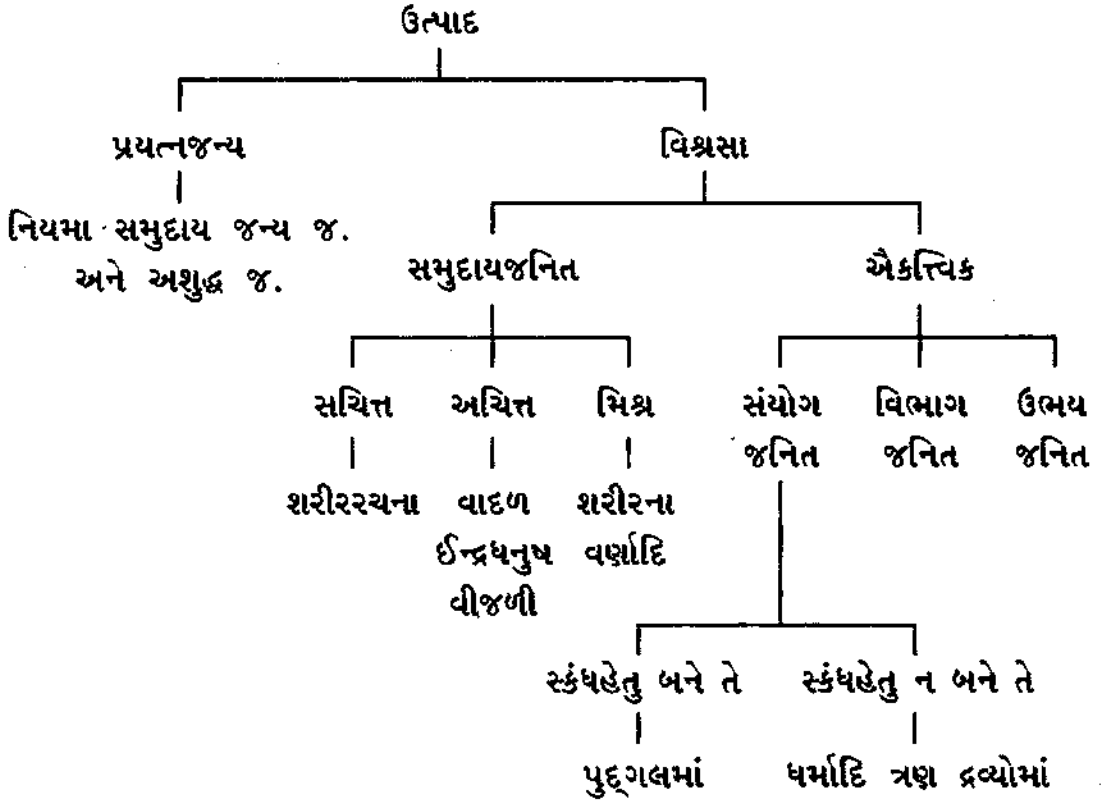 ઉત્પાદ
પ્રયત્નજન્ય વિશ્રસા
નિયમા સમુદાય જન્ય જ.
અને અશુદ્ધ જ.
સમુદાયજનિત ઐકત્ત્વિક
સચિત્ત અચિત્ત મિશ્ર સંયોગ વિભાગ ઉભય
જનિત જનિત જનિત
શરીરરચના વાદળ શરીરના
ઈન્દ્રધનુષ વર્ણાદિ
વીજળી
સ્કંધહેતુ બને તે સ્કંધહેતુ ન બને તે
પુદ્ગલમાં ધર્માદિ ત્રણ દ્રવ્યોમાં